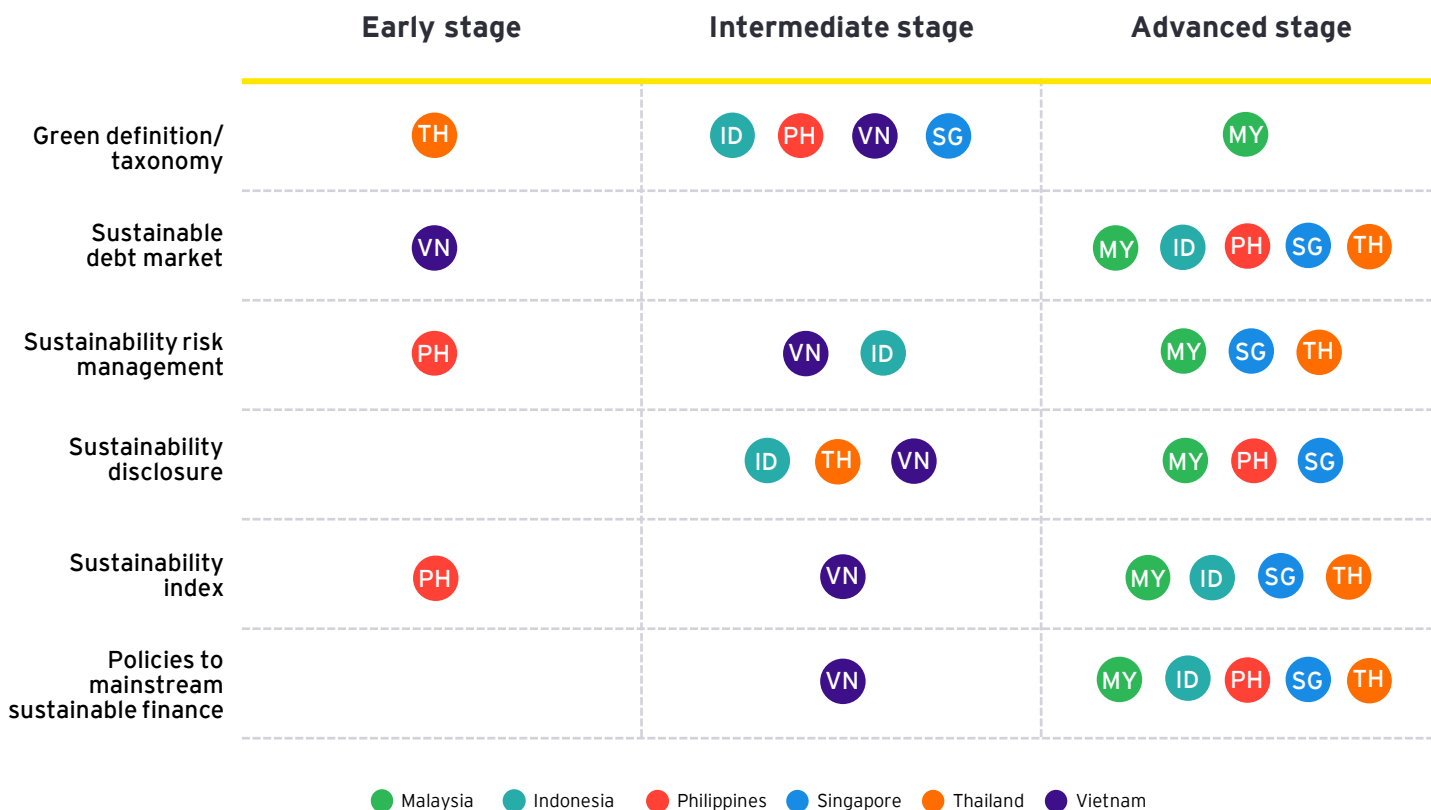 Early stage
Intermediate stage
Advanced stage
Green definition/
taxonomy
TH
ID
PH
VN
SG
MY
Sustainable
debt market
VN
MY
ID
PH
SG
TH
Sustainability risk
management
PH
VN
ID
MY
SG
TH
Sustainability
disclosure
ID
TH
VN
MY
PH
SG
Sustainability
index
PH
VN
MY
ID
SG
TH
Policies to
mainstream
sustainable finance
VN
MY
ID
PH
SG
TH
Malaysia
Indonesia
Philippines
Singapore
Thailand
Vietnam